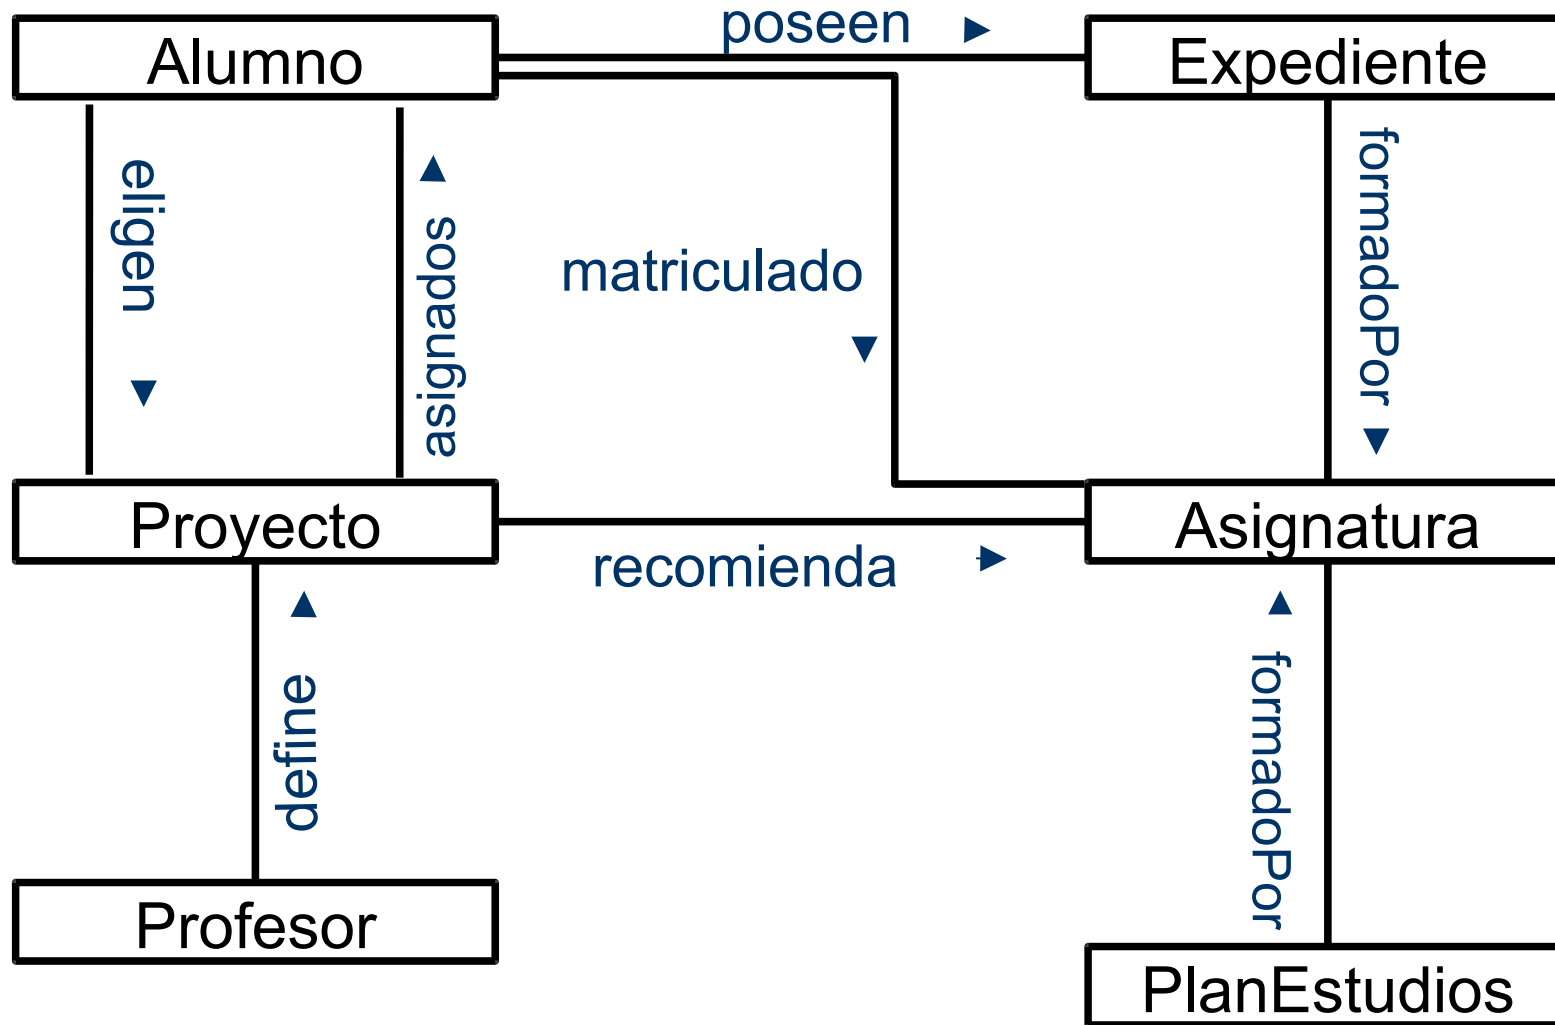 poseen ►
Alumno
Expediente
eligen ►
asignados ►
matriculado
▼
formadoPor ►
Proyecto
Asignatura
recomienda ►
define ►
formadoPor
◄
Profesor
PlanEstudios